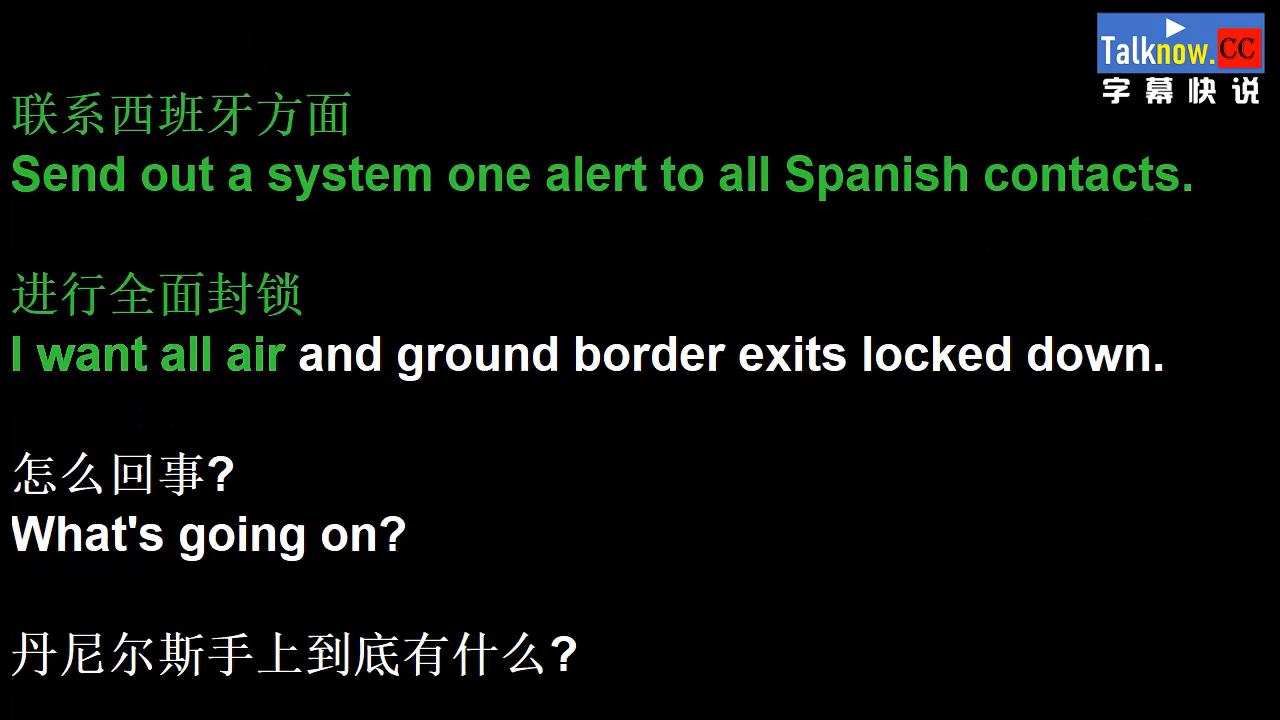 Talknow.CC
字幕快说
联系西班牙方面
Send out a system one alert to all Spanish contacts.
进行全面封锁
I want all air and ground border exits locked down.
怎么回事?
What's going on?
丹尼尔斯手上到底有什么?